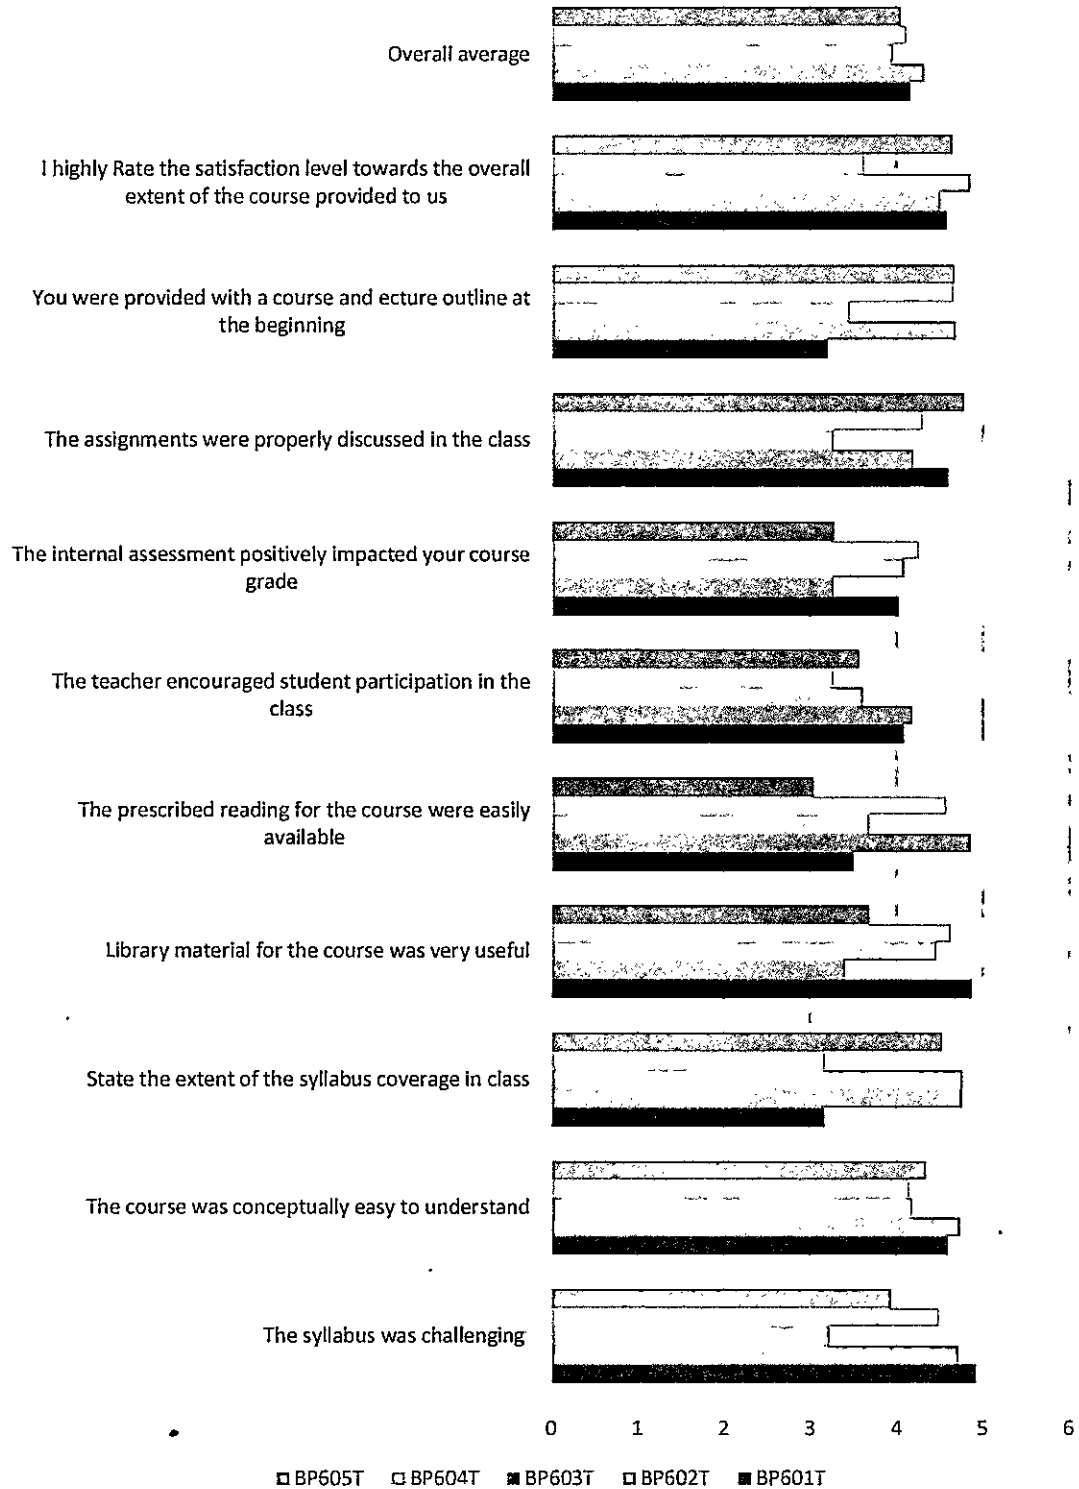 Overall average
I highly Rate the satisfaction level towards the overall
extent of the course provided to us
You were provided with a course and ecture outline at
the beginning
The assignments were properly discussed in the class
The internal assessment positively impacted your course
grade
The teacher encouraged student participation in the
class
The prescribed reading for the course were easily
available
Library material for the course was very useful
State the extent of the syllabus coverage in class
The course was conceptually easy to understand
The syllabus was challenging
0 1 2 3 4 5 6
BP605T BP604T BP603T BP602T BP601T